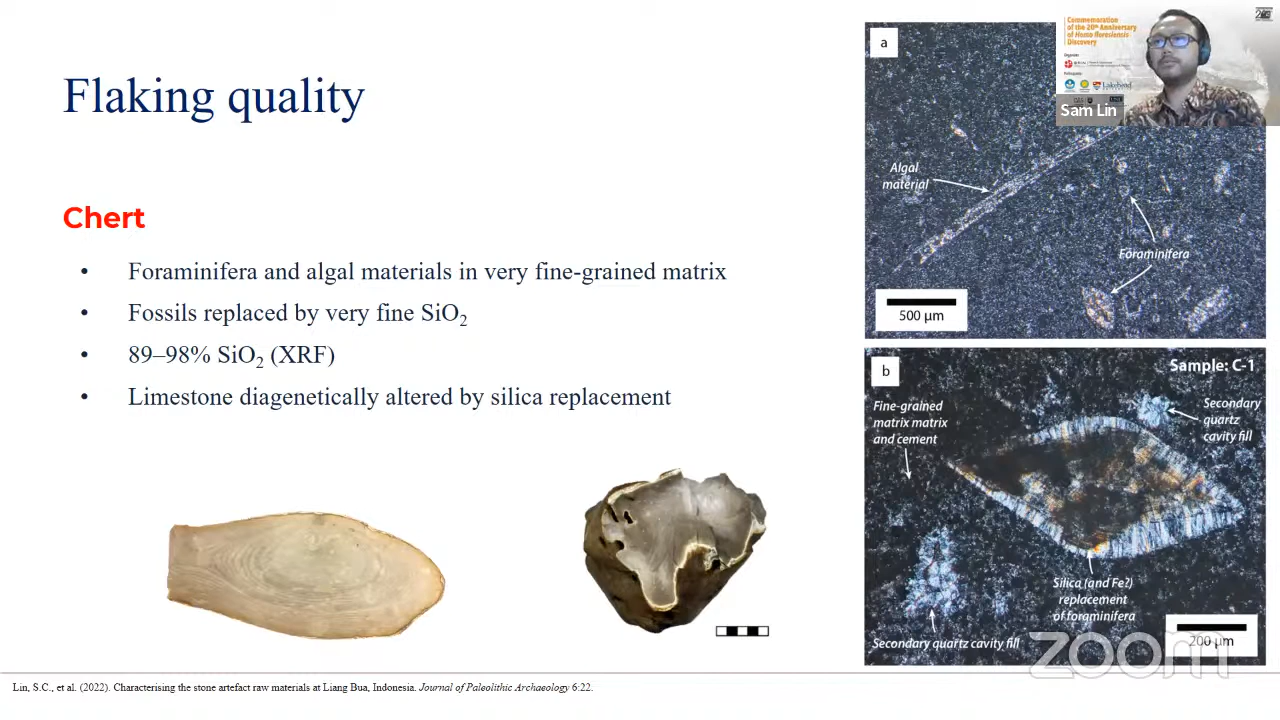 Flaking quality
Chert
• Foraminifera and algal materials in very fine-grained matrix
• Fossils replaced by very fine SiO₂
• 89–98% SiO₂ (XRF)
• Limestone diagenetically altered by silica replacement
a
Algal
material
Foraminifera
500 µm
b
Sample: C-1
Fine-grained
matrix matrix
and cement
Secondary
quartz
cavity fill
Silica (and Fe?)
replacement
of foraminifera
Secondary quartz cavity fill
200 µm
zoom
Commemoration
of the 20th Anniversary
of Homo floresiensis
Discovery
Lakehead
Sam Lin
Lin, S.C., et al. (2022). Characterising the stone artefact raw materials at Liang Bua, Indonesia. Journal of Paleolithic Archaeology 6:22.